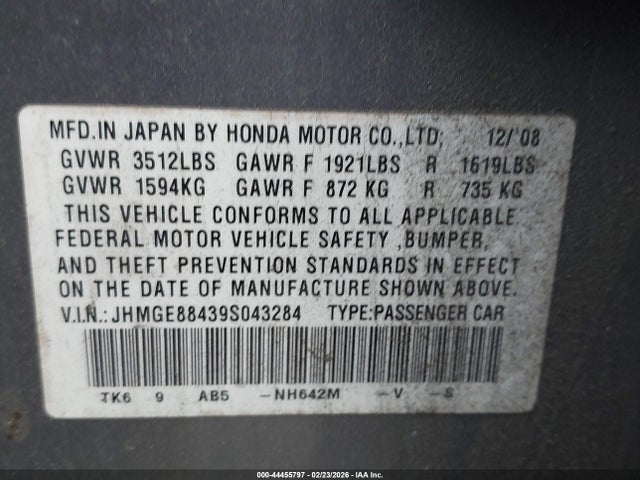 MFD.IN JAPAN BY HONDA MOTOR CO.,LTD; 12/'08
GVWR 3512LBS GAWR F 1921LBS R 1619LBS
GVWR 1594KG GAWR F 872 KG R 735 KG
THIS VEHICLE CONFORMS TO ALL APPLICABLE
FEDERAL MOTOR VEHICLE SAFETY ,BUMPER,
AND THEFT PREVENTION STANDARDS IN EFFECT
ON THE DATE OF MANUFACTURE SHOWN ABOVE.
V.I.N.: JHMGE88439S043284 TYPE:PASSENGER CAR
TK6 9 AB5 -NH642M -V -S
000-44455797 - 02/23/2026 - IAA Inc.